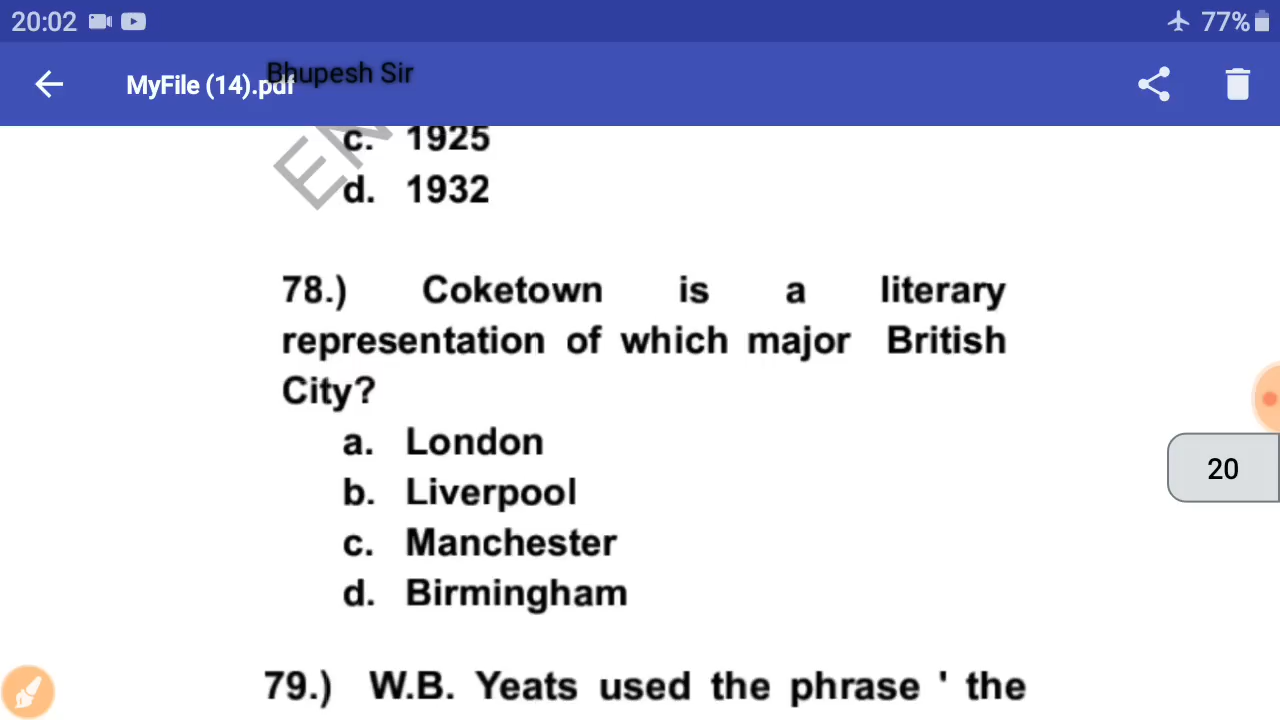 20:02
77%
Bhupesh Sir
MyFile (14).pdf
c. 1925
EN
d. 1932
78.) Coketown is a literary
representation of which major British
City?
a. London
b. Liverpool
c. Manchester
d. Birmingham
20
79.) W.B. Yeats used the phrase ' the